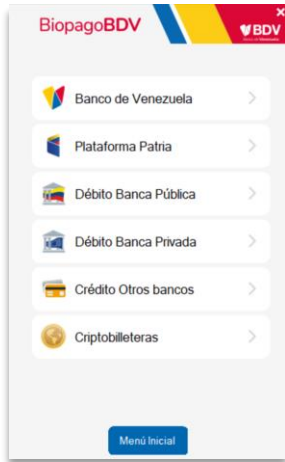 BiopagoBDV
BDV
Banco de Venezuela
Plataforma Patria
Débito Banca Pública
Débito Banca Privada
Crédito Otros bancos
Criptobilleteras
Menú Inicial